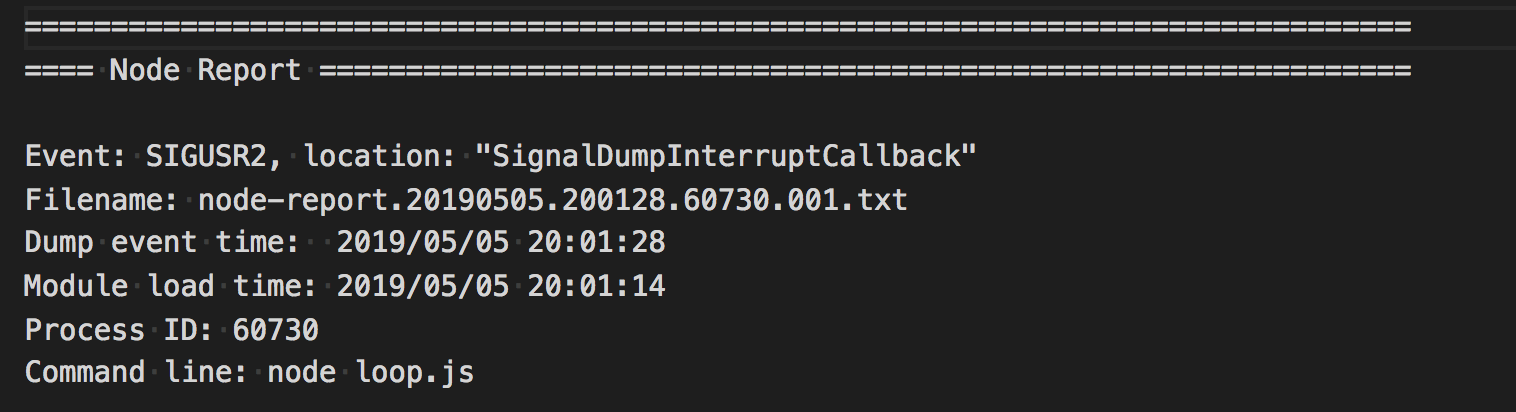 ================================================================================
==== Node Report ===============================================================
Event: SIGUSR2, location: "SignalDumpInterruptCallback"
Filename: node-report.20190505.200128.60730.001.txt
Dump event time:  2019/05/05 20:01:28
Module load time: 2019/05/05 20:01:14
Process ID: 60730
Command line: node loop.js